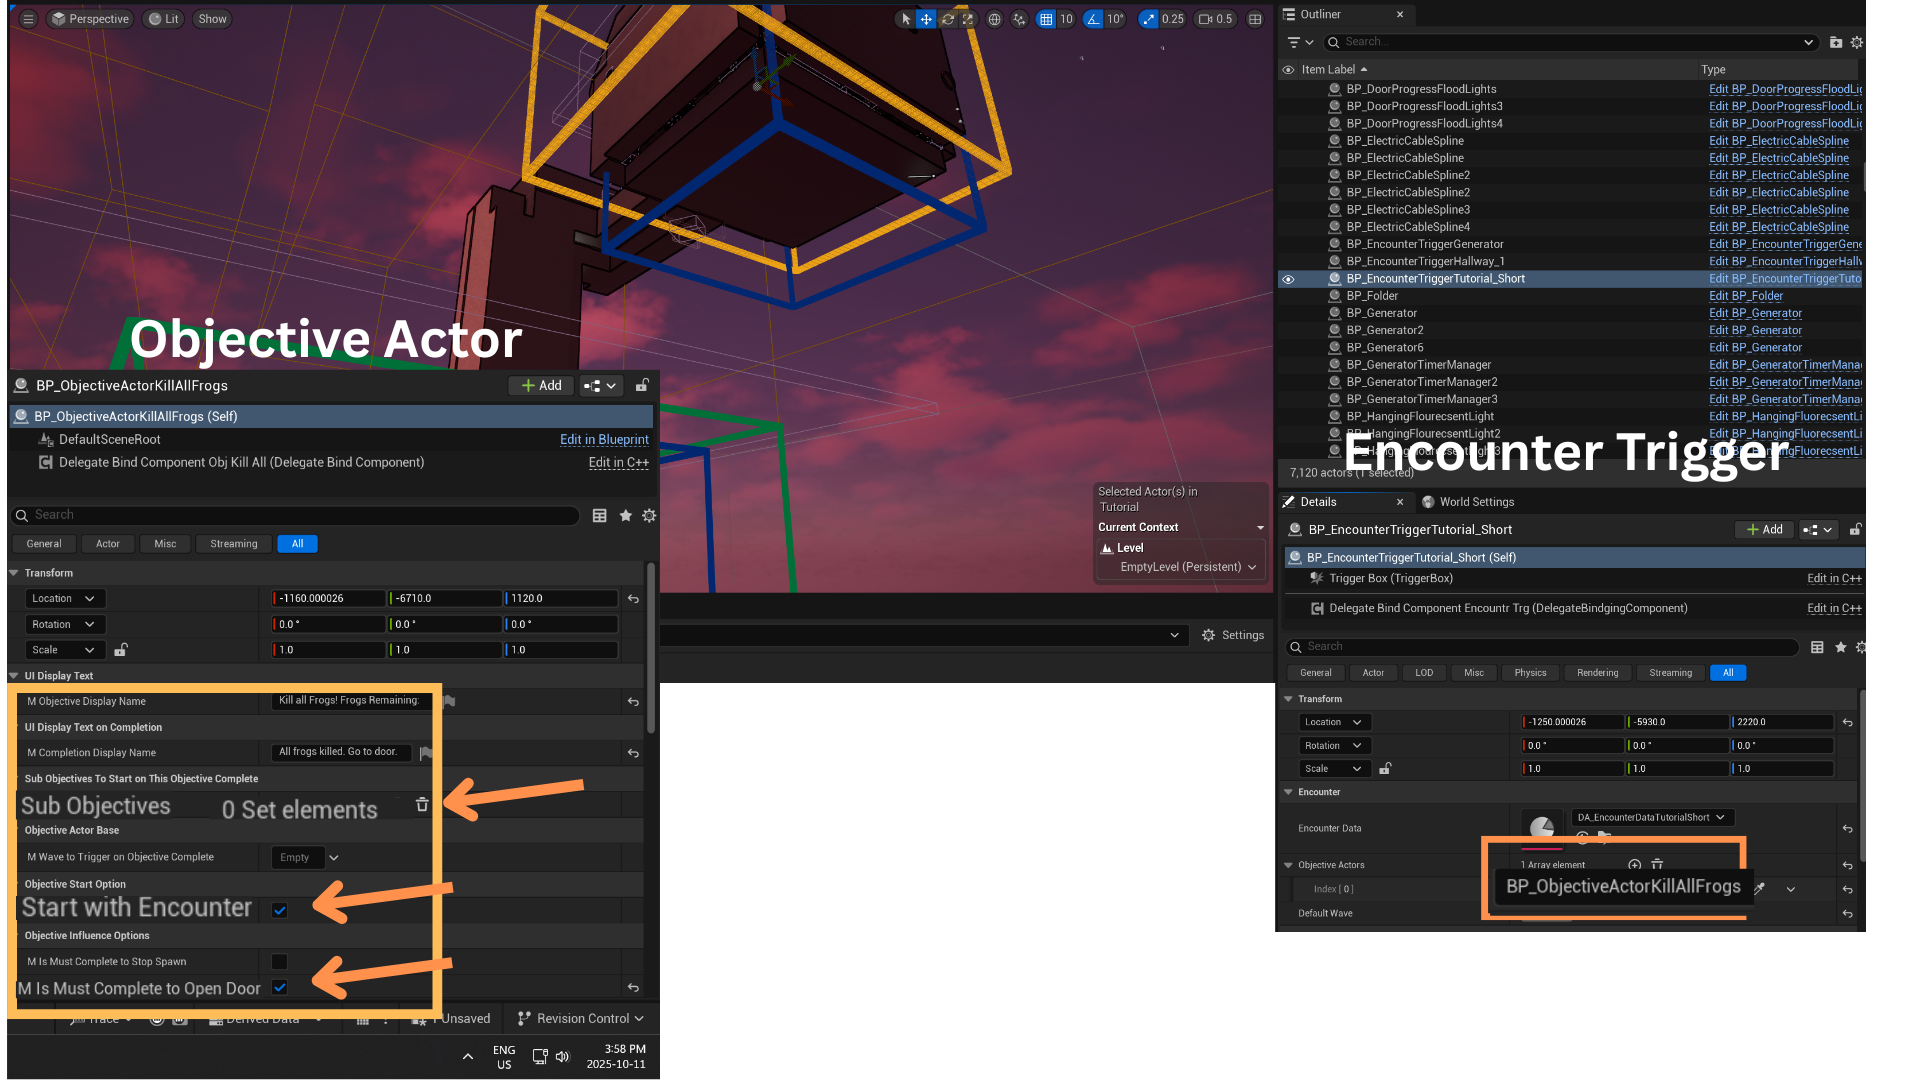 Perspective
Lit
Show
10
10°
0.25
0.5
Objective Actor
BP_ObjectiveActorKillAllFrogs
Add
BP_ObjectiveActorKillAllFrogs (Self)
DefaultSceneRoot
Edit in Blueprint
Delegate Bind Component Obj Kill All (Delegate Bind Component)
Edit in C++
Search
General
Actor
Misc
Streaming
All
Transform
Location
-1160.000026
-6710.0
1120.0
Rotation
0.0 °
0.0 °
0.0 °
Scale
1.0
1.0
1.0
UI Display Text
M Objective Display Name
Kill all Frogs! Frogs Remaining:
UI Display Text on Completion
M Completion Display Name
All frogs killed. Go to door.
Sub Objectives To Start on This Objective Complete
Sub Objectives
0 Set elements
Objective Actor Base
M Wave to Trigger on Objective Complete
Empty
Objective Start Option
Start with Encounter
Objective Influence Options
M Is Must Complete to Stop Spawn
M Is Must Complete to Open Door
Trace
Derived Data
Unsaved
Revision Control
ENG
US
3:58 PM
2025-10-11
Selected Actor(s) in
Tutorial
Current Context
Level
EmptyLevel (Persistent)
Settings
Outliner
Search...
Item Label
Type
BP_DoorProgressFloodLights
Edit BP_DoorProgressFloodLig
BP_DoorProgressFloodLights3
Edit BP_DoorProgressFloodLig
BP_DoorProgressFloodLights4
Edit BP_DoorProgressFloodLig
BP_ElectricCableSpline
Edit BP_ElectricCableSpline
BP_ElectricCableSpline
Edit BP_ElectricCableSpline
BP_ElectricCableSpline2
Edit BP_ElectricCableSpline
BP_ElectricCableSpline2
Edit BP_ElectricCableSpline
BP_ElectricCableSpline3
Edit BP_ElectricCableSpline
BP_ElectricCableSpline4
Edit BP_ElectricCableSpline
BP_EncounterTriggerGenerator
Edit BP_EncounterTriggerGene
BP_EncounterTriggerHallway_1
Edit BP_EncounterTriggerHallw
BP_EncounterTriggerTutorial_Short
Edit BP_EncounterTriggerTuto
BP_Folder
Edit BP_Folder
BP_Generator
Edit BP_Generator
BP_Generator2
Edit BP_Generator
BP_Generator6
Edit BP_Generator
BP_GeneratorTimerManager
Edit BP_GeneratorTimerMana
BP_GeneratorTimerManager2
Edit BP_GeneratorTimerMana
BP_GeneratorTimerManager3
Edit BP_GeneratorTimerMana
BP_HangingFlourecsentLight
Edit BP_HangingFluorecsentLi
BP_HangingFlourecsentLight2
Edit BP_HangingFluorecsentLi
Encounter Trigger
7,120 actors (1 selected)
Details
World Settings
BP_EncounterTriggerTutorial_Short
Add
BP_EncounterTriggerTutorial_Short (Self)
Trigger Box (TriggerBox)
Edit in C++
Delegate Bind Component Encountr Trg (DelegateBindgingComponent)
Edit in C++
Search
General
Actor
LOD
Misc
Physics
Rendering
Streaming
All
Transform
Location
-1250.000026
-5930.0
2220.0
Rotation
0.0 °
0.0 °
0.0 °
Scale
1.0
1.0
1.0
Encounter
Encounter Data
DA_EncounterDataTutorialShort
Objective Actors
1 Array element
Index [ 0 ]
BP_ObjectiveActorKillAllFrogs
Default Wave